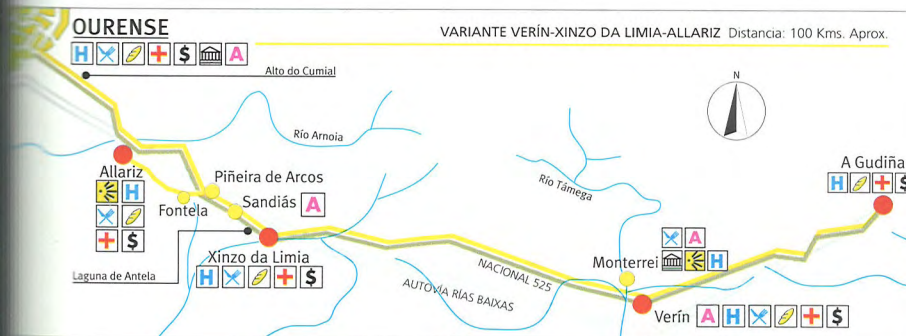 OURENSE
VARIANTE VERÍN-XINZO DA LIMIA-ALLARIZ Distancia: 100 Kms. Aprox.
H + $ A
Alto do Cumial
N
Río Arnoia
Allariz
H
+ $
Piñeira de Arcos
Fontela
Sandiás A
Río Támega
A Gudiña
H + $
Laguna de Antela
Xinzo da Limia
H + $
NACIONAL 525
AUTOVÍA RÍAS BAIXAS
A
Monterrei H
Verín A H + $